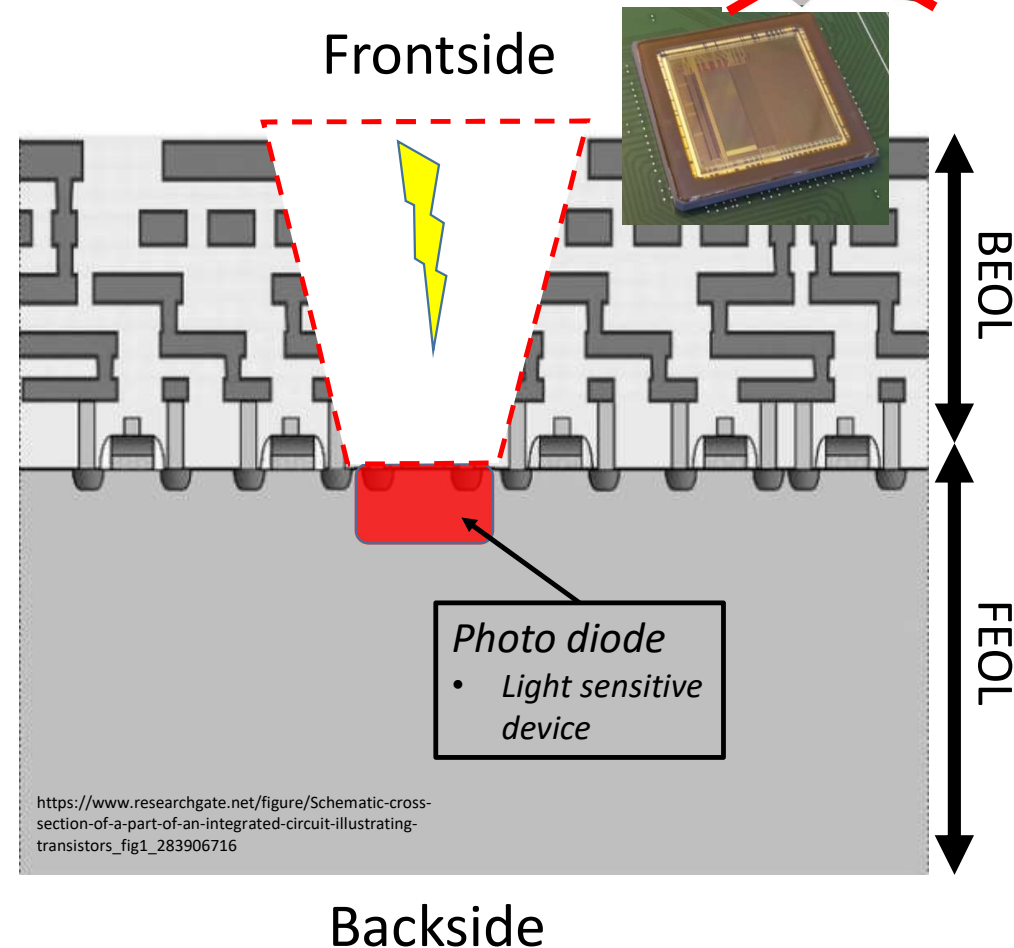 Frontside
BEOL
Photo diode
• Light sensitive
device
FEOL
https://www.researchgate.net/figure/Schematic-cross-
section-of-a-part-of-an-integrated-circuit-illustrating-
transistors_fig1_283906716
Backside